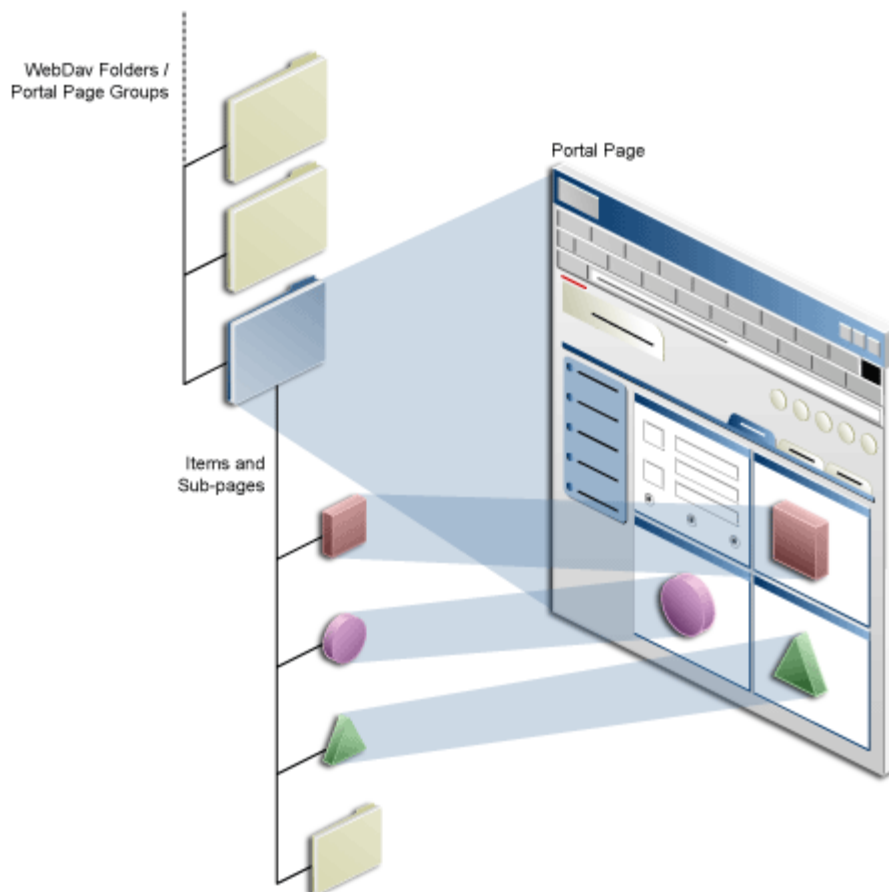 WebDav Folders /
Portal Page Groups
Portal Page
Items and
Sub-pages